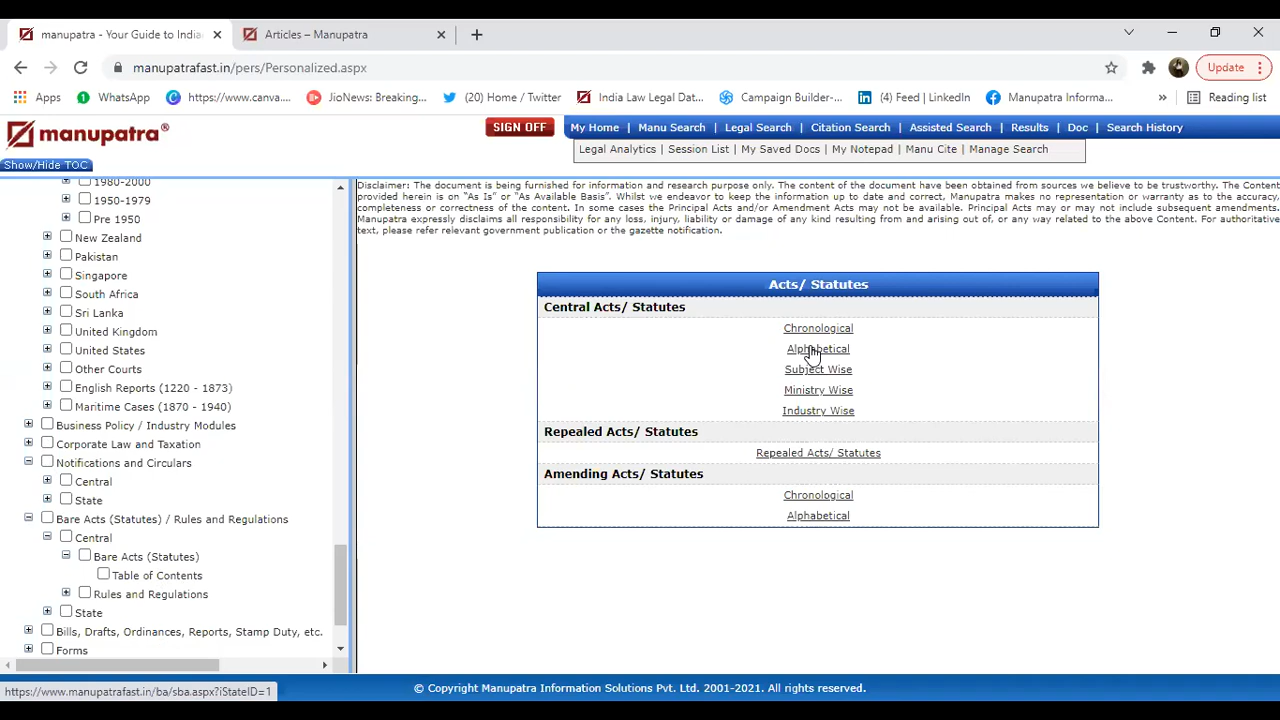 manupatra - Your Guide to India
Articles – Manupatra
manupatrafast.in/pers/Personalized.aspx
Update
Apps
WhatsApp
https://www.canva....
JioNews: Breaking...
(20) Home / Twitter
India Law Legal Dat...
Campaign Builder-...
(4) Feed | LinkedIn
Manupatra Informa...
»
Reading list
manupatra®
SIGN OFF
My Home | Manu Search | Legal Search | Citation Search | Assisted Search | Results | Doc | Search History
Legal Analytics | Session List | My Saved Docs | My Notepad | Manu Cite | Manage Search
Show/Hide TOC
1980-2000
1950-1979
Pre 1950
New Zealand
Pakistan
Singapore
South Africa
Sri Lanka
United Kingdom
United States
Other Courts
English Reports (1220 - 1873)
Maritime Cases (1870 - 1940)
Business Policy / Industry Modules
Corporate Law and Taxation
Notifications and Circulars
Central
State
Bare Acts (Statutes) / Rules and Regulations
Central
Bare Acts (Statutes)
Table of Contents
Rules and Regulations
State
Bills, Drafts, Ordinances, Reports, Stamp Duty, etc.
Forms
Disclaimer: The document is being furnished for information and research purpose only. The content of the document have been obtained from sources we believe to be trustworthy. The Content
provided herein is on "As Is" or "As Available Basis". Whilst we endeavor to keep the information up to date and correct, Manupatra makes no representation or warranty as to the accuracy,
completeness or correctness of the content. In some cases the Principal Acts and/or Amendment Acts may not be available. Principal Acts may or may not include subsequent amendments.
Manupatra expressly disclaims all responsibility for any loss, injury, liability or damage of any kind resulting from and arising out of, or any way related to the above Content. For authoritative
text, please refer relevant government publication or the gazette notification.
Acts/ Statutes
Central Acts/ Statutes
Chronological
Alphabetical
Subject Wise
Ministry Wise
Industry Wise
Repealed Acts/ Statutes
Repealed Acts/ Statutes
Amending Acts/ Statutes
Chronological
Alphabetical
https://www.manupatrafast.in/ba/sba.aspx?iStateID=1
© Copyright Manupatra Information Solutions Pvt. Ltd. 2001-2021. All rights reserved.